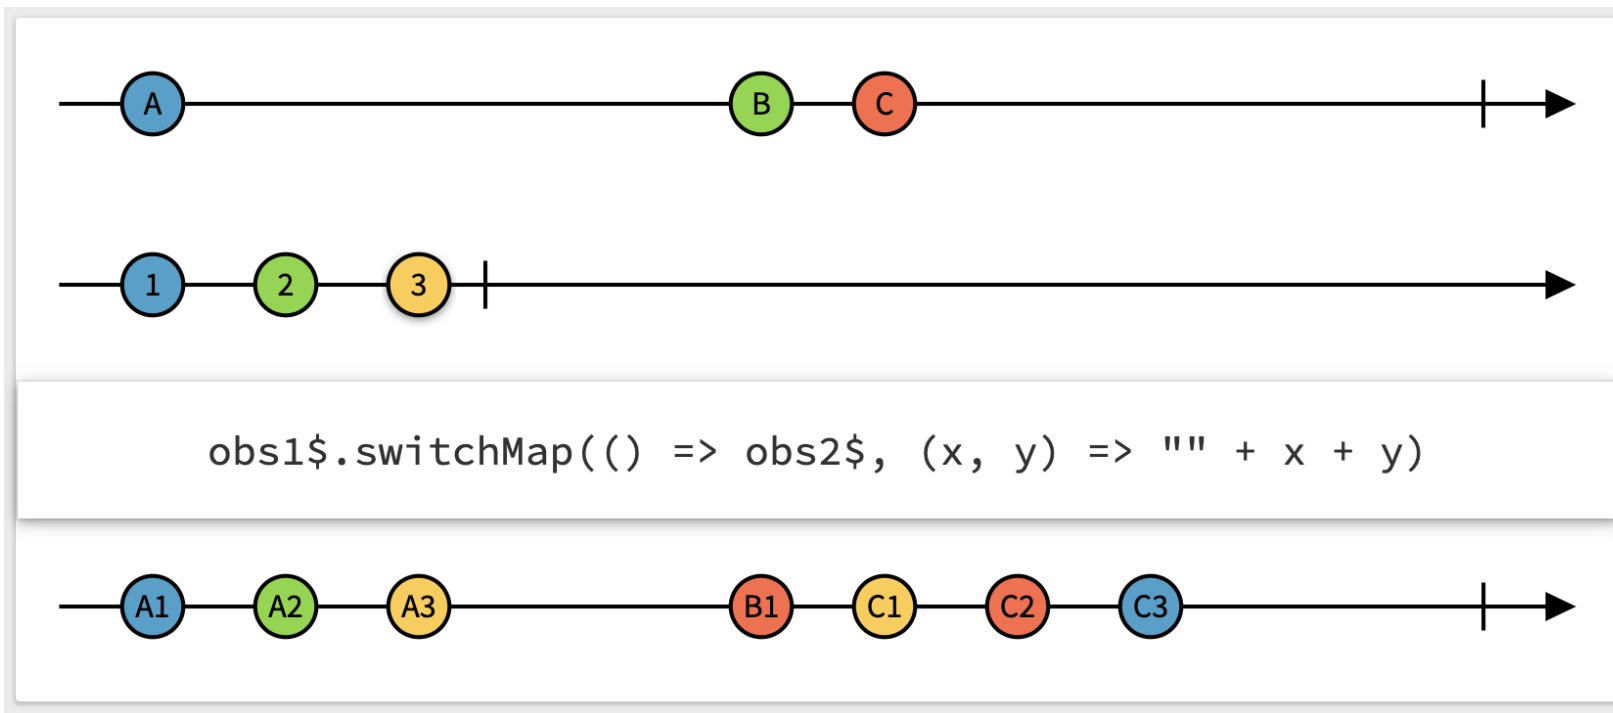 A B C
1 2 3
obs1$.switchMap(() => obs2$, (x, y) => "" + x + y)
A1 A2 A3 B1 C1 C2 C3